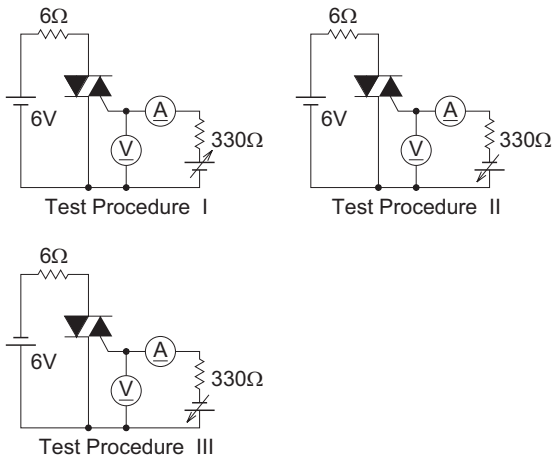 6Ω
6V
V
A
330Ω
Test Procedure I
6Ω
6V
V
A
330Ω
Test Procedure II
6Ω
6V
V
A
330Ω
Test Procedure III